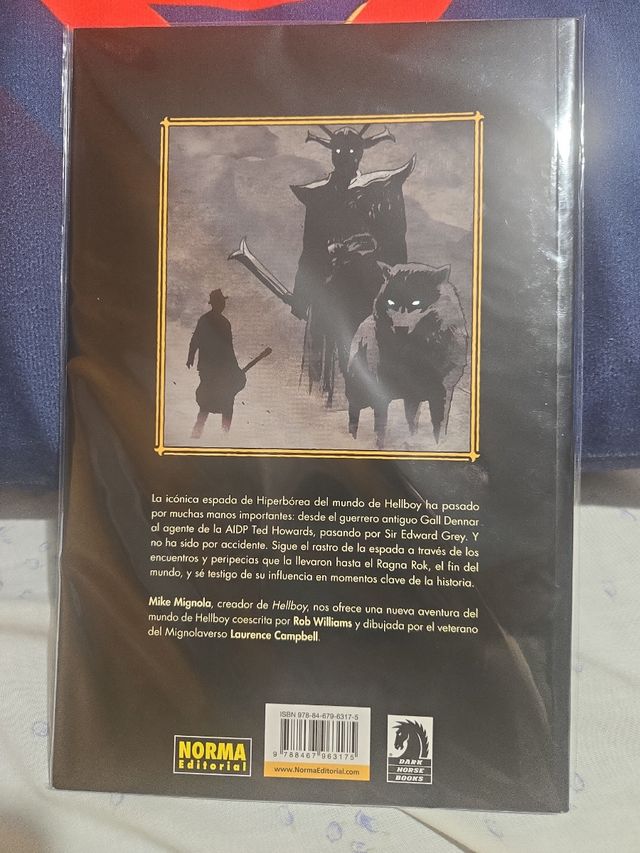 La icónica espada de Hiperbórea del mundo de Hellboy ha pasado
por muchas manos importantes: desde el guerrero antiguo Gall Dennar
al agente de la AIDP Ted Howards, pasando por Sir Edward Grey. Y
no ha sido por accidente. Sigue el rastro de la espada a través de los
encuentros y peripecias que la llevaron hasta el Ragna Rok, el fin del
mundo, y sé testigo de su influencia en momentos clave de la historia.
Mike Mignola, creador de Hellboy, nos ofrece una nueva aventura del
mundo de Hellboy coescrita por Rob Williams y dibujada por el veterano
del Mignolaverso Laurence Campbell.
NORMA
Editorial
ISBN 978-84-679-6317-5
9 788467 963175
www.NormaEditorial.com
DARK
HORSE
BOOKS